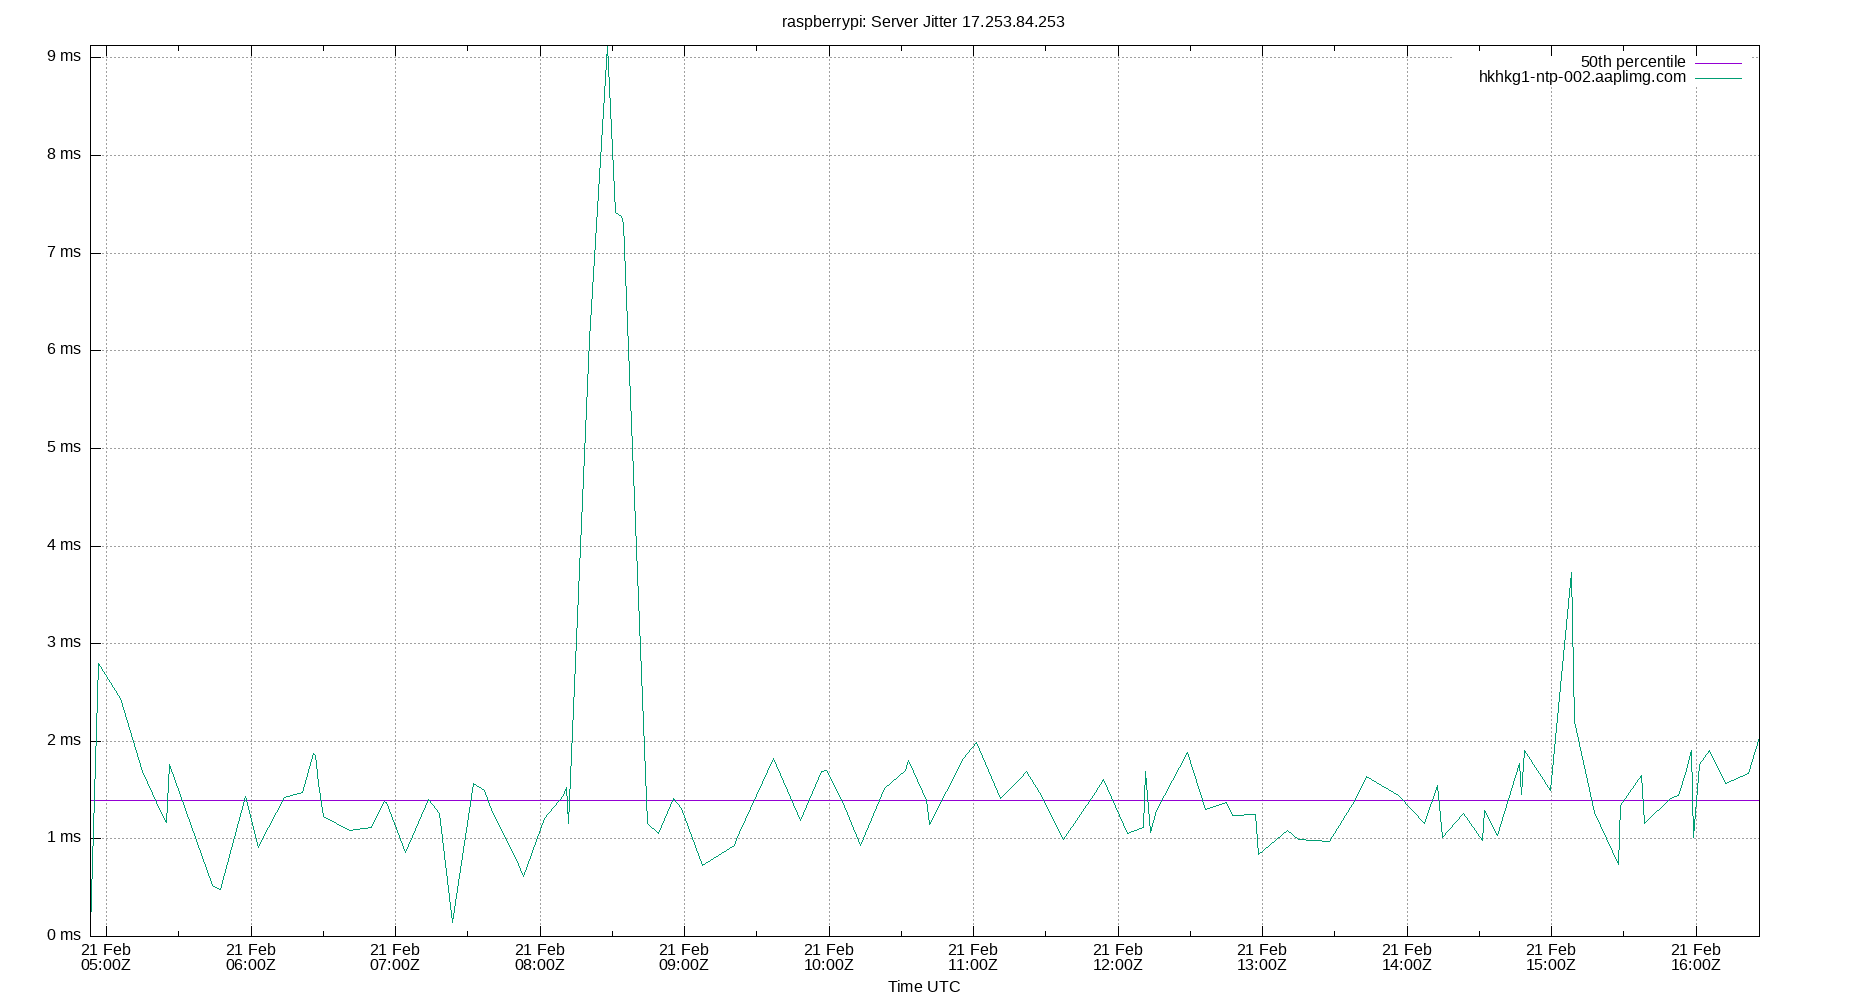 raspberrypi: Server Jitter 17.253.84.253
50th percentile
hkhkg1-ntp-002.aaplimg.com
9 ms
8 ms
7 ms
6 ms
5 ms
4 ms
3 ms
2 ms
1 ms
0 ms
21 Feb 21 Feb 21 Feb 21 Feb 21 Feb 21 Feb 21 Feb 21 Feb 21 Feb 21 Feb 21 Feb 21 Feb
05:00Z 06:00Z 07:00Z 08:00Z 09:00Z 10:00Z 11:00Z 12:00Z 13:00Z 14:00Z 15:00Z 16:00Z
Time UTC